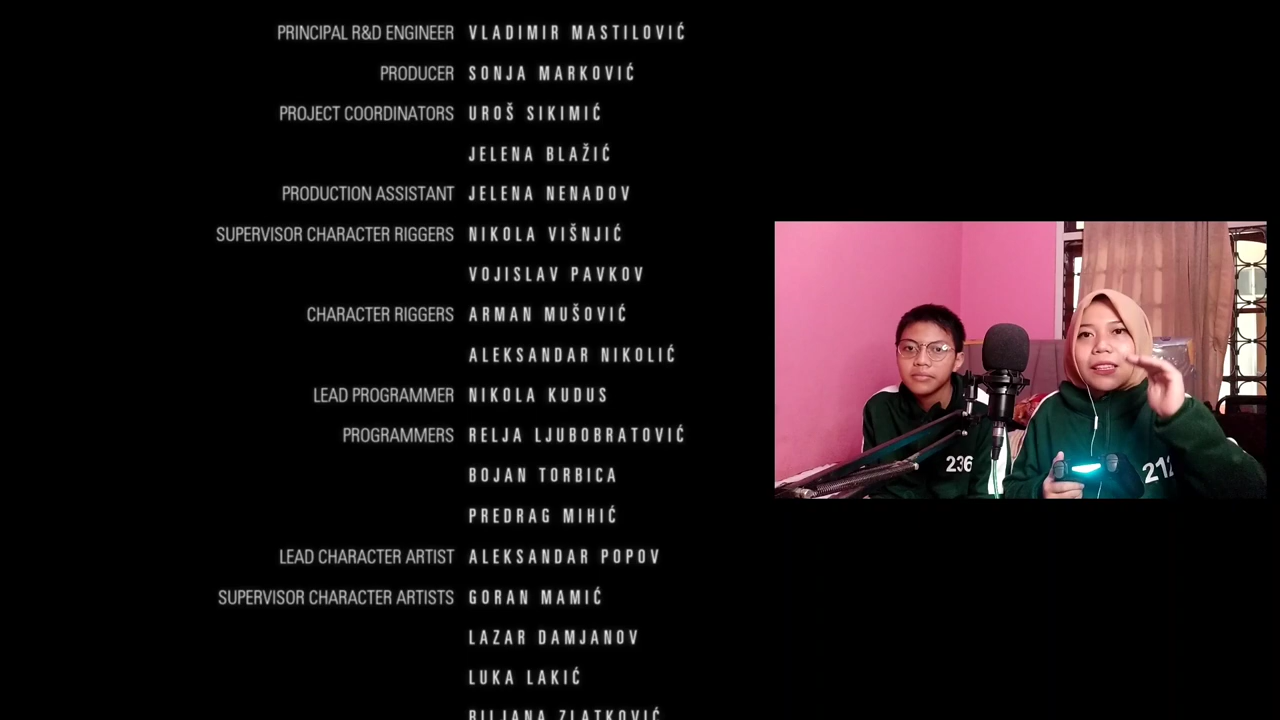 PRINCIPAL R&D ENGINEER VLADIMIR MASTILOVIĆ
PRODUCER SONJA MARKOVIĆ
PROJECT COORDINATORS UROŠ SIKIMIĆ
JELENA BLAŽIĆ
PRODUCTION ASSISTANT JELENA NENADOV
SUPERVISOR CHARACTER RIGGERS NIKOLA VIŠNJIĆ
VOJISLAV PAVKOV
CHARACTER RIGGERS ARMAN MUŠOVIĆ
ALEKSANDAR NIKOLIĆ
LEAD PROGRAMMER NIKOLA KUDUS
PROGRAMMERS RELJA LJUBOBRATOVIĆ
BOJAN TORBICA
PREDRAG MIHIĆ
LEAD CHARACTER ARTIST ALEKSANDAR POPOV
SUPERVISOR CHARACTER ARTISTS GORAN MAMIĆ
LAZAR DAMJANOV
LUKA LAKIĆ
BILJANA ZLATKOVIĆ
236
212